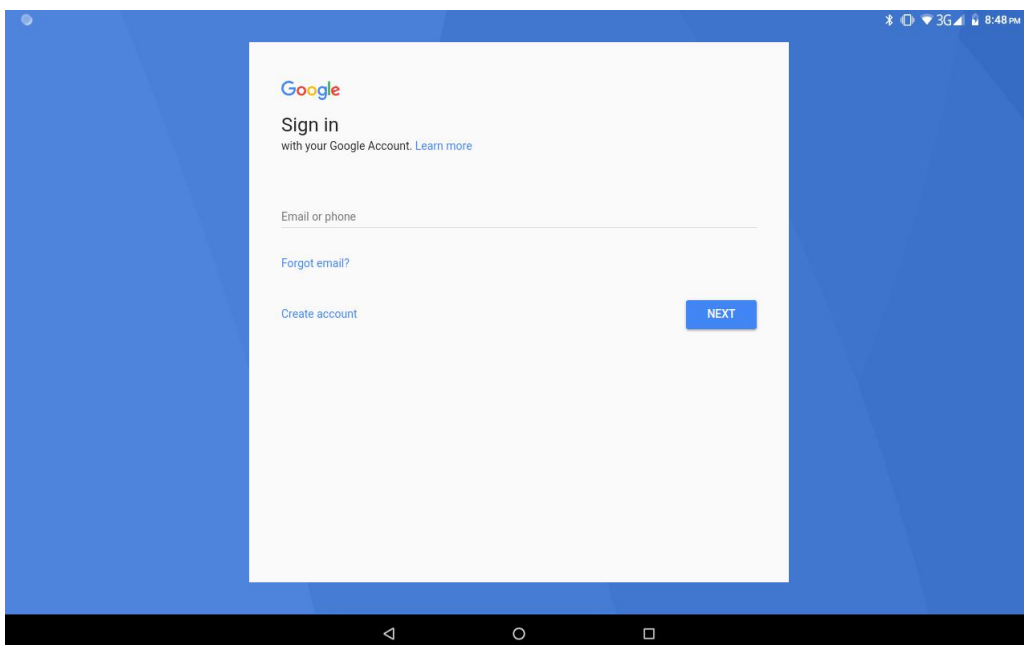 3G 8:48 PM
Google
Sign in
with your Google Account. Learn more
Email or phone
Forgot email?
Create account
NEXT